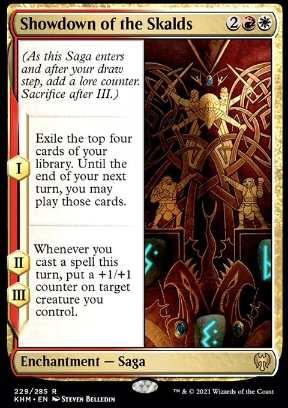 Showdown of the Skalds 2
(As this Saga enters
and after your draw
step, add a lore counter.
Sacrifice after III.)
I
Exile the top four
cards of your
library. Until the
end of your next
turn, you may
play those cards.
II
III
Whenever you
cast a spell this
turn, put a +1/+1
counter on target
creature you
control.
Enchantment — Saga
229/285 R
KHM • EN Steven Belledin
™ & © 2021 Wizards of the Coast